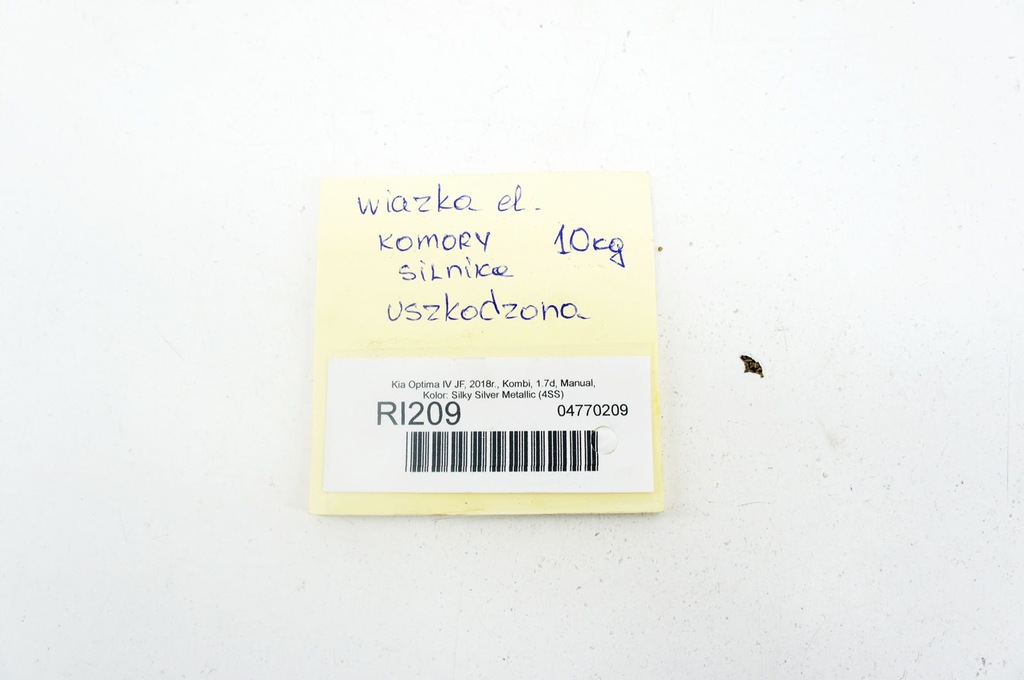 wiazka el.
KOMORY 10kg
SILnika
uszkodzona
Kia Optima IV JF, 2018r., Kombi, 1.7d, Manual,
Kolor: Silky Silver Metallic (4SS)
RI209 04770209